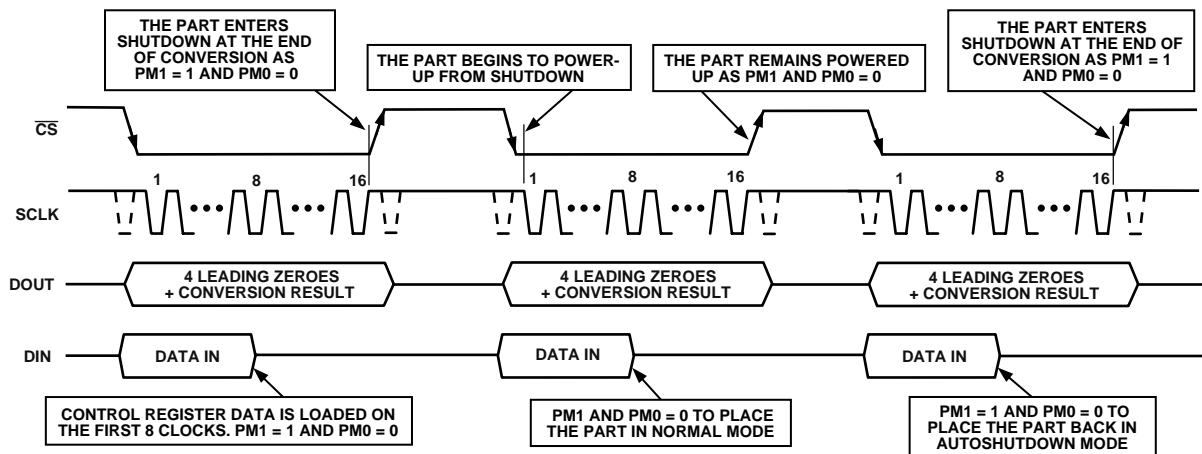 THE PART ENTERS
SHUTDOWN AT THE END
OF CONVERSION AS
PM1 = 1 AND PM0 = 0
THE PART BEGINS TO POWER-
UP FROM SHUTDOWN
THE PART REMAINS POWERED
UP AS PM1 AND PM0 = 0
THE PART ENTERS
SHUTDOWN AT THE END OF
CONVERSION AS PM1 = 1
AND PM0 = 0
CS
1 8 16 1 8 16 1 8 16
SCLK
DOUT
4 LEADING ZEROES
+ CONVERSION RESULT
4 LEADING ZEROES
+ CONVERSION RESULT
4 LEADING ZEROES
+ CONVERSION RESULT
DIN
DATA IN
DATA IN
DATA IN
CONTROL REGISTER DATA IS LOADED ON
THE FIRST 8 CLOCKS. PM1 = 1 AND PM0 = 0
PM1 AND PM0 = 0 TO PLACE
THE PART IN NORMAL MODE
PM1 = 1 AND PM0 = 0 TO
PLACE THE PART BACK IN
AUTOSHUTDOWN MODE